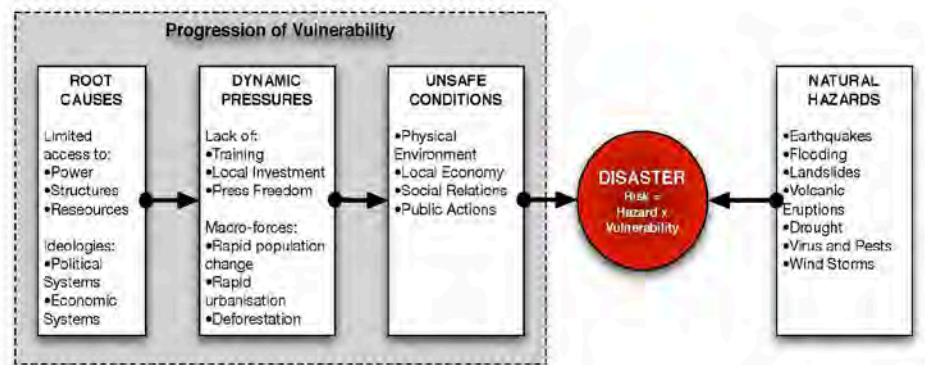 Progression of Vulnerability
ROOT
CAUSES
Limited
access to:
•Power
•Structures
•Reseources
Ideologies:
•Political
Systems
•Economic
Systems
DYNAMIC
PRESSURES
Lack of:
•Training
•Local Investment
•Press Freedom
Macro-forces:
•Rapid population
change
•Rapid
urbanisation
•Deforestation
UNSAFE
CONDITIONS
•Physical
Environment
•Local Economy
•Social Relations
•Public Actions
DISASTER
Risk =
Hazard x
Vulnerability
NATURAL
HAZARDS
•Earthquakes
•Flooding
•Landslides
•Volcanic
Eruptions
•Drought
•Virus and Pests
•Wind Storms